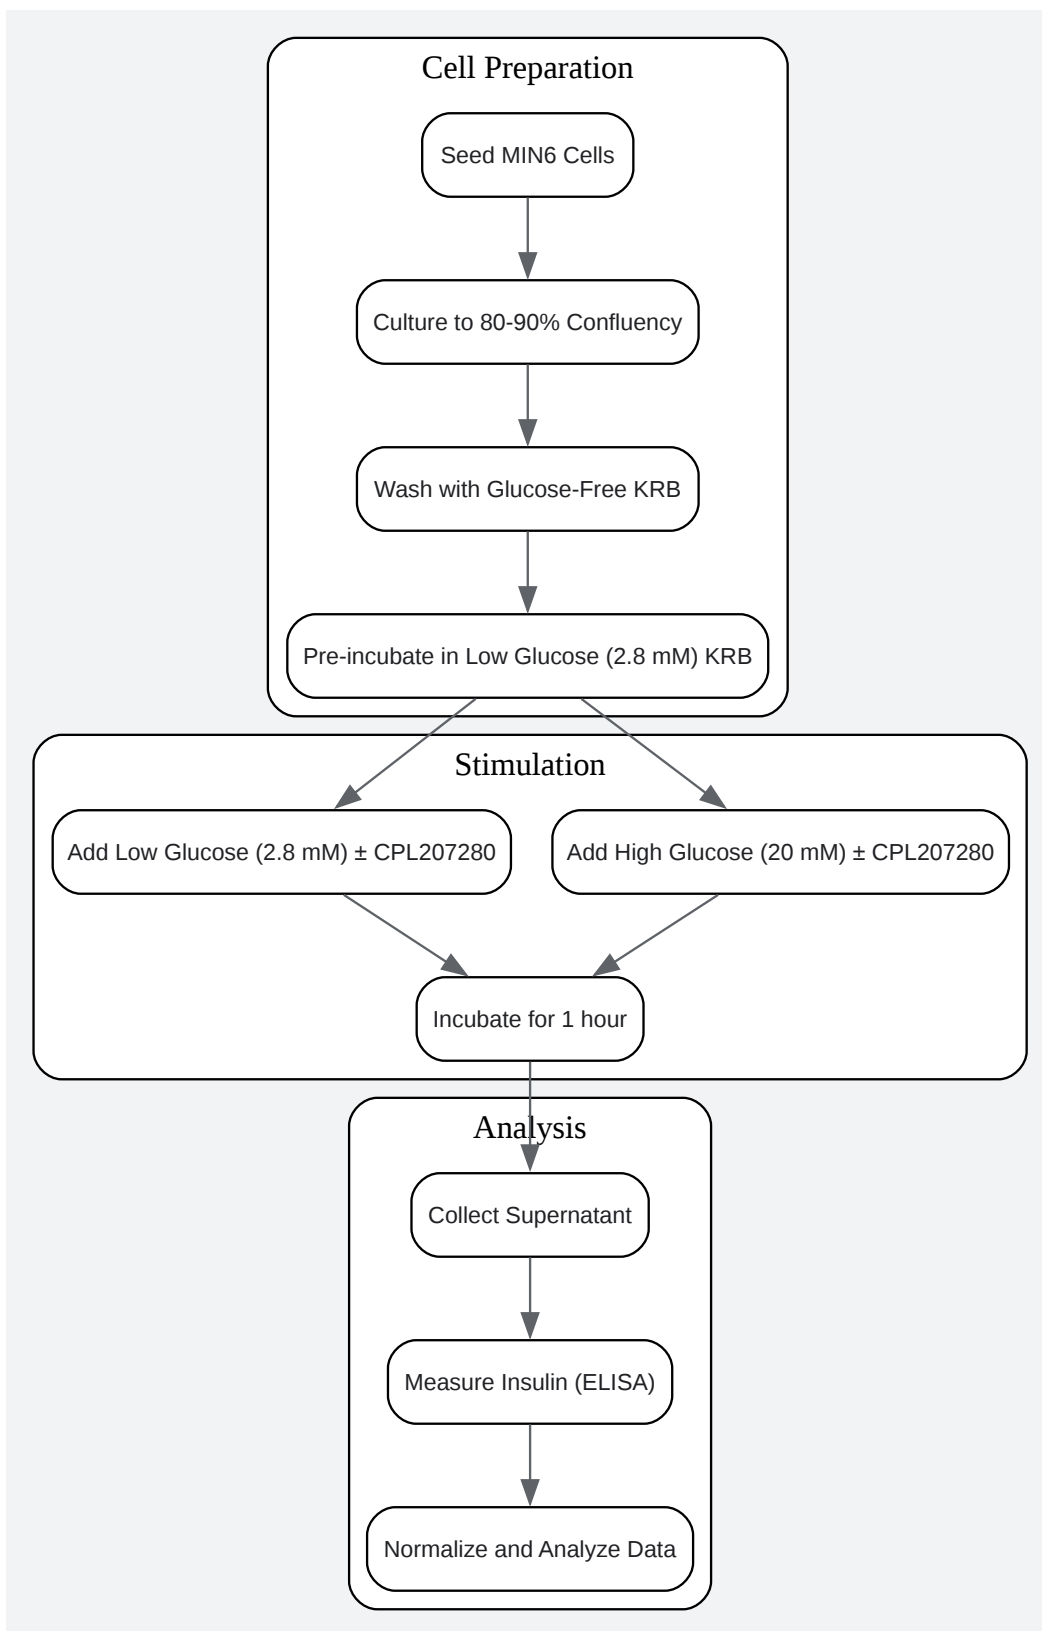 Cell Preparation
Seed MIN6 Cells
Culture to 80-90% Confluency
Wash with Glucose-Free KRB
Pre-incubate in Low Glucose (2.8 mM) KRB
Stimulation
Add Low Glucose (2.8 mM) ± CPL207280
Add High Glucose (20 mM) ± CPL207280
Incubate for 1 hour
Analysis
Collect Supernatant
Measure Insulin (ELISA)
Normalize and Analyze Data